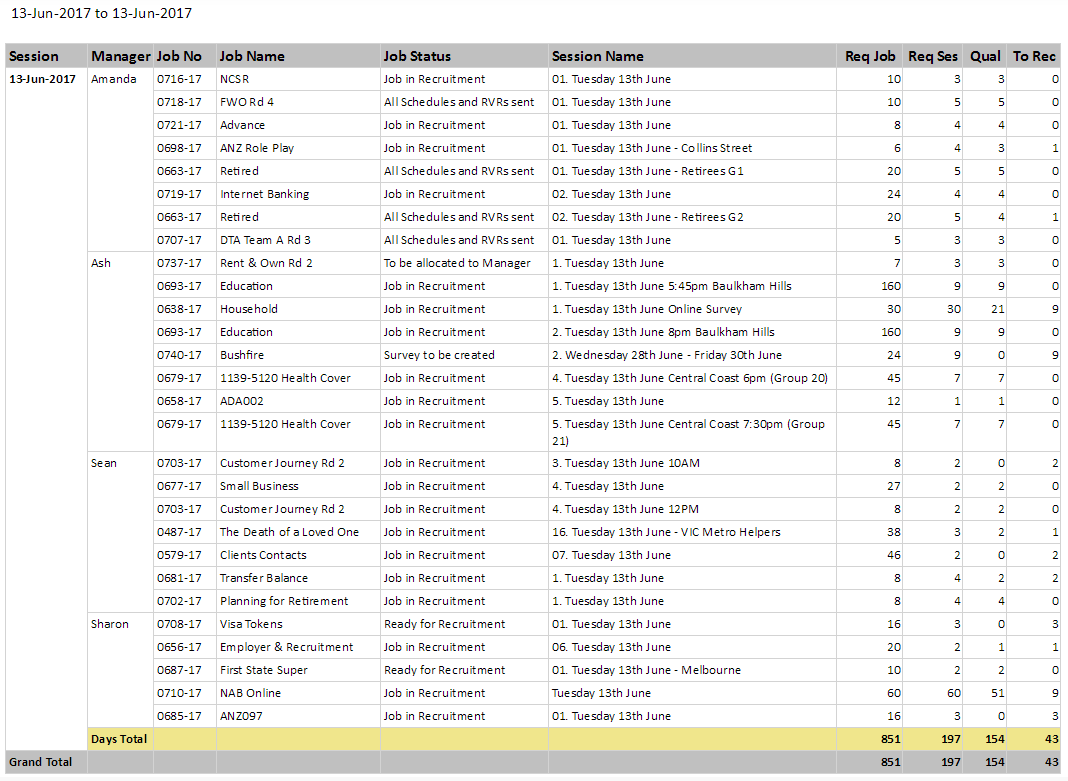 13-Jun-2017 to 13-Jun-2017
Session Manager Job No Job Name Job Status Session Name Req Job Req Ses Qual To Rec
13-Jun-2017 Amanda 0716-17 NCSR Job in Recruitment 01. Tuesday 13th June 10 3 3 0
0718-17 FWO Rd 4 All Schedules and RVRs sent 01. Tuesday 13th June 10 5 5 0
0721-17 Advance Job in Recruitment 01. Tuesday 13th June 8 4 4 0
0698-17 ANZ Role Play Job in Recruitment 01. Tuesday 13th June - Collins Street 6 4 3 1
0663-17 Retired All Schedules and RVRs sent 01. Tuesday 13th June - Retirees G1 20 5 5 0
0719-17 Internet Banking Job in Recruitment 02. Tuesday 13th June 24 4 4 0
0663-17 Retired All Schedules and RVRs sent 02. Tuesday 13th June - Retirees G2 20 5 4 1
0707-17 DTA Team A Rd 3 All Schedules and RVRs sent 01. Tuesday 13th June 5 3 3 0
Ash 0737-17 Rent & Own Rd 2 To be allocated to Manager 1. Tuesday 13th June 7 3 3 0
0693-17 Education Job in Recruitment 1. Tuesday 13th June 5:45pm Baulkham Hills 160 9 9 0
0638-17 Household Job in Recruitment 1. Tuesday 13th June Online Survey 30 30 21 9
0693-17 Education Job in Recruitment 2. Tuesday 13th June 8pm Baulkham Hills 160 9 9 0
0740-17 Bushfire Survey to be created 2. Wednesday 28th June - Friday 30th June 24 9 0 9
0679-17 1139-5120 Health Cover Job in Recruitment 4. Tuesday 13th June Central Coast 6pm (Group 20) 45 7 7 0
0658-17 ADA002 Job in Recruitment 5. Tuesday 13th June 12 1 1 0
0679-17 1139-5120 Health Cover Job in Recruitment 5. Tuesday 13th June Central Coast 7:30pm (Group 45 7 7 0
21)
Sean 0703-17 Customer Journey Rd 2 Job in Recruitment 3. Tuesday 13th June 10AM 8 2 0 2
0677-17 Small Business Job in Recruitment 4. Tuesday 13th June 27 2 2 0
0703-17 Customer Journey Rd 2 Job in Recruitment 4. Tuesday 13th June 12PM 8 2 2 0
0487-17 The Death of a Loved One Job in Recruitment 16. Tuesday 13th June - VIC Metro Helpers 38 3 2 1
0579-17 Clients Contacts Job in Recruitment 07. Tuesday 13th June 46 2 0 2
0681-17 Transfer Balance Job in Recruitment 1. Tuesday 13th June 8 4 2 2
0702-17 Planning for Retirement Job in Recruitment 1. Tuesday 13th June 8 4 4 0
Sharon 0708-17 Visa Tokens Ready for Recruitment 01. Tuesday 13th June 16 3 0 3
0656-17 Employer & Recruitment Job in Recruitment 06. Tuesday 13th June 20 2 1 1
0687-17 First State Super Ready for Recruitment 01. Tuesday 13th June - Melbourne 10 2 2 0
0710-17 NAB Online Job in Recruitment Tuesday 13th June 60 60 51 9
0685-17 ANZ097 Job in Recruitment 01. Tuesday 13th June 16 3 0 3
Days Total 851 197 154 43
Grand Total 851 197 154 43